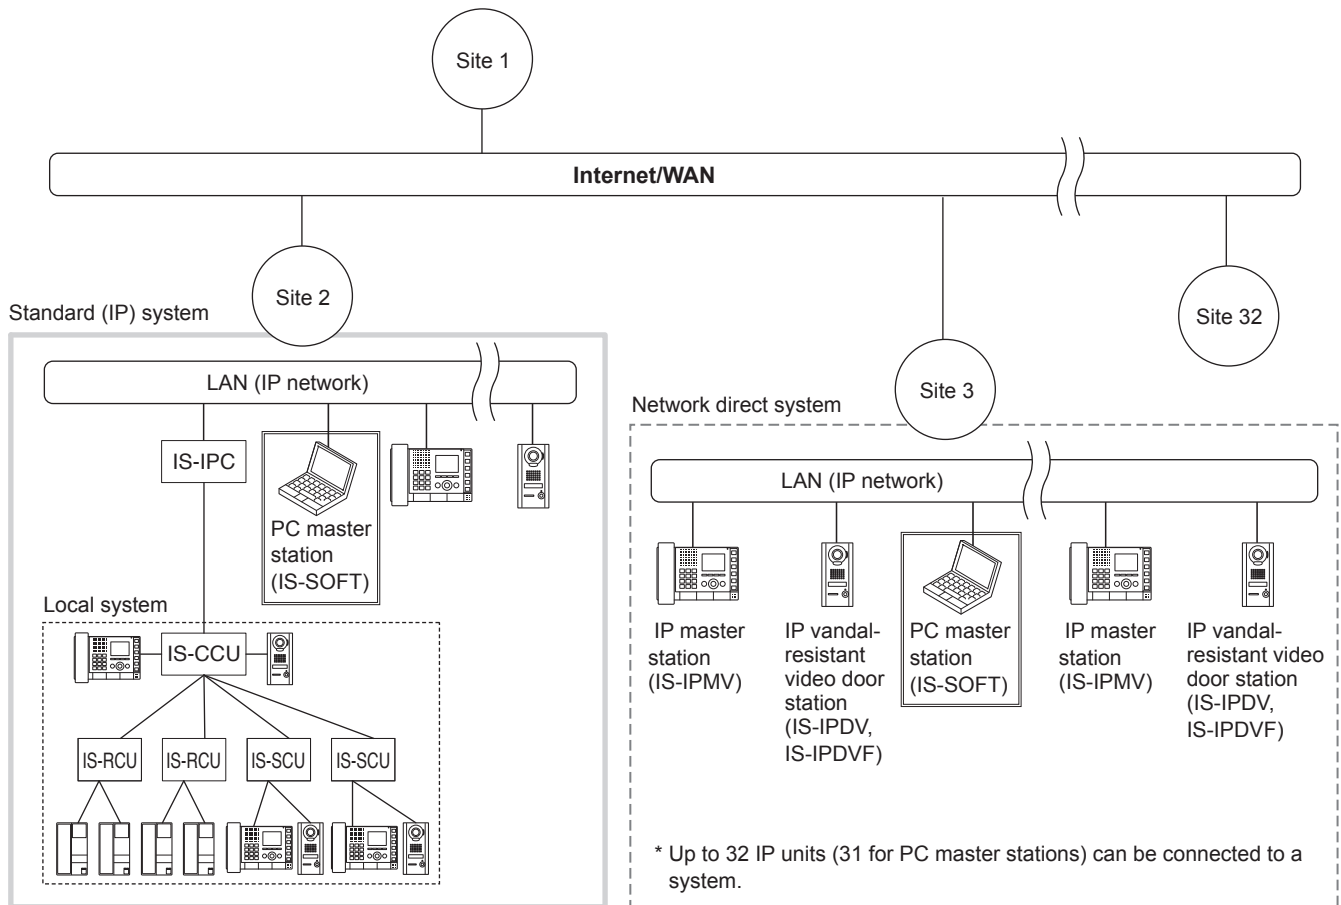 Site 1
Internet/WAN
Site 2
Site 32
Standard (IP) system
LAN (IP network)
IS-IPC
PC master
station
(IS-SOFT)
Local system
IS-CCU
IS-RCU
IS-RCU
IS-SCU
IS-SCU
Site 3
Network direct system
LAN (IP network)
IP master
station
(IS-IPMV)
IP vandal-
resistant
video door
station
(IS-IPDV,
IS-IPDVF)
PC master
station
(IS-SOFT)
IP master
station
(IS-IPMV)
IP vandal-
resistant video
door station
(IS-IPDV,
IS-IPDVF)
* Up to 32 IP units (31 for PC master stations) can be connected to a
system.